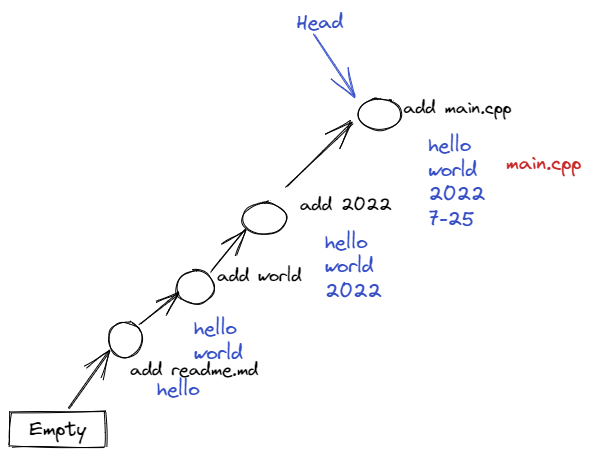 Head
add main.cpp
hello
world
2022
7-25
main.cpp
add 2022
hello
world
2022
add world
hello
world
add readme.md
hello
Empty